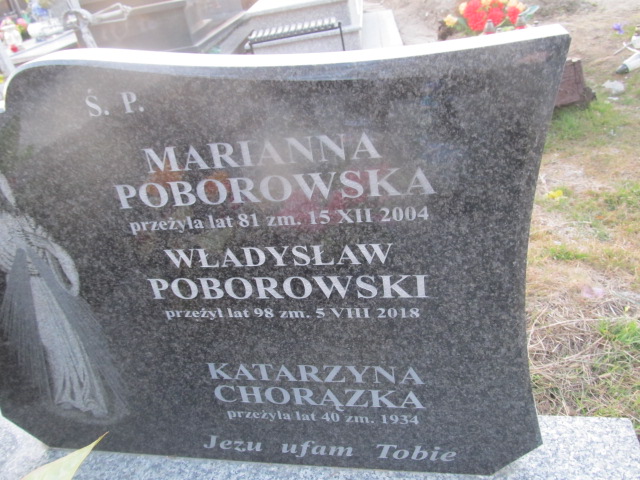 Ś. P.
MARIANNA
POBOROWSKA
przeżyła lat 81 zm. 15 XII 2004
WŁADYSŁAW
POBOROWSKI
przeżył lat 98 zm. 5 VIII 2018
KATARZYNA
CHORĄZKA
przeżyła lat 40 zm. 1934
Jezu ufam Tobie